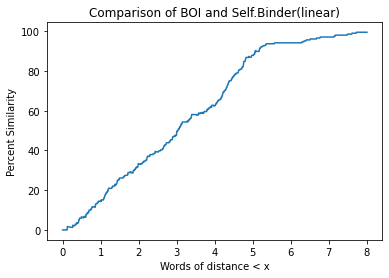 Comparison of BOI and Self.Binder(linear)
100
80
60
40
20
0
Percent Similarity
0 1 2 3 4 5 6 7 8
Words of distance < x